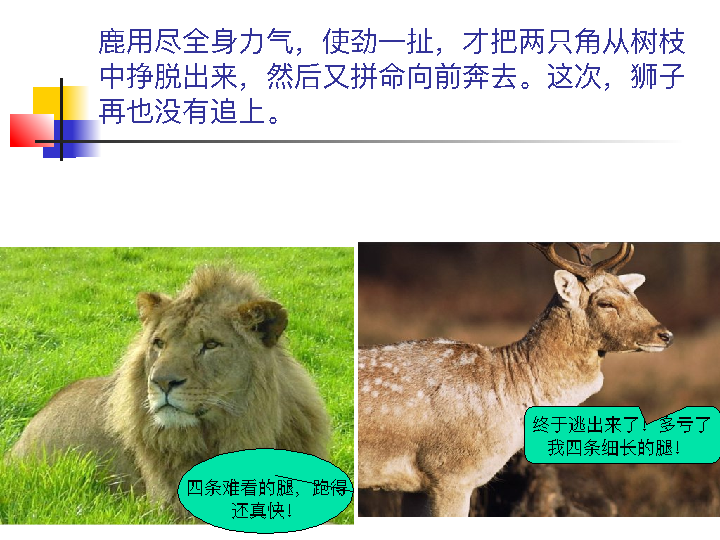 鹿用尽全身力气，使劲一扯，才把两只角从树枝
中挣脱出来，然后又拼命向前奔去。这次，狮子
再也没有追上。
终于逃出来了！多亏了
我四条细长的腿！
四条难看的腿，跑得
还真快！